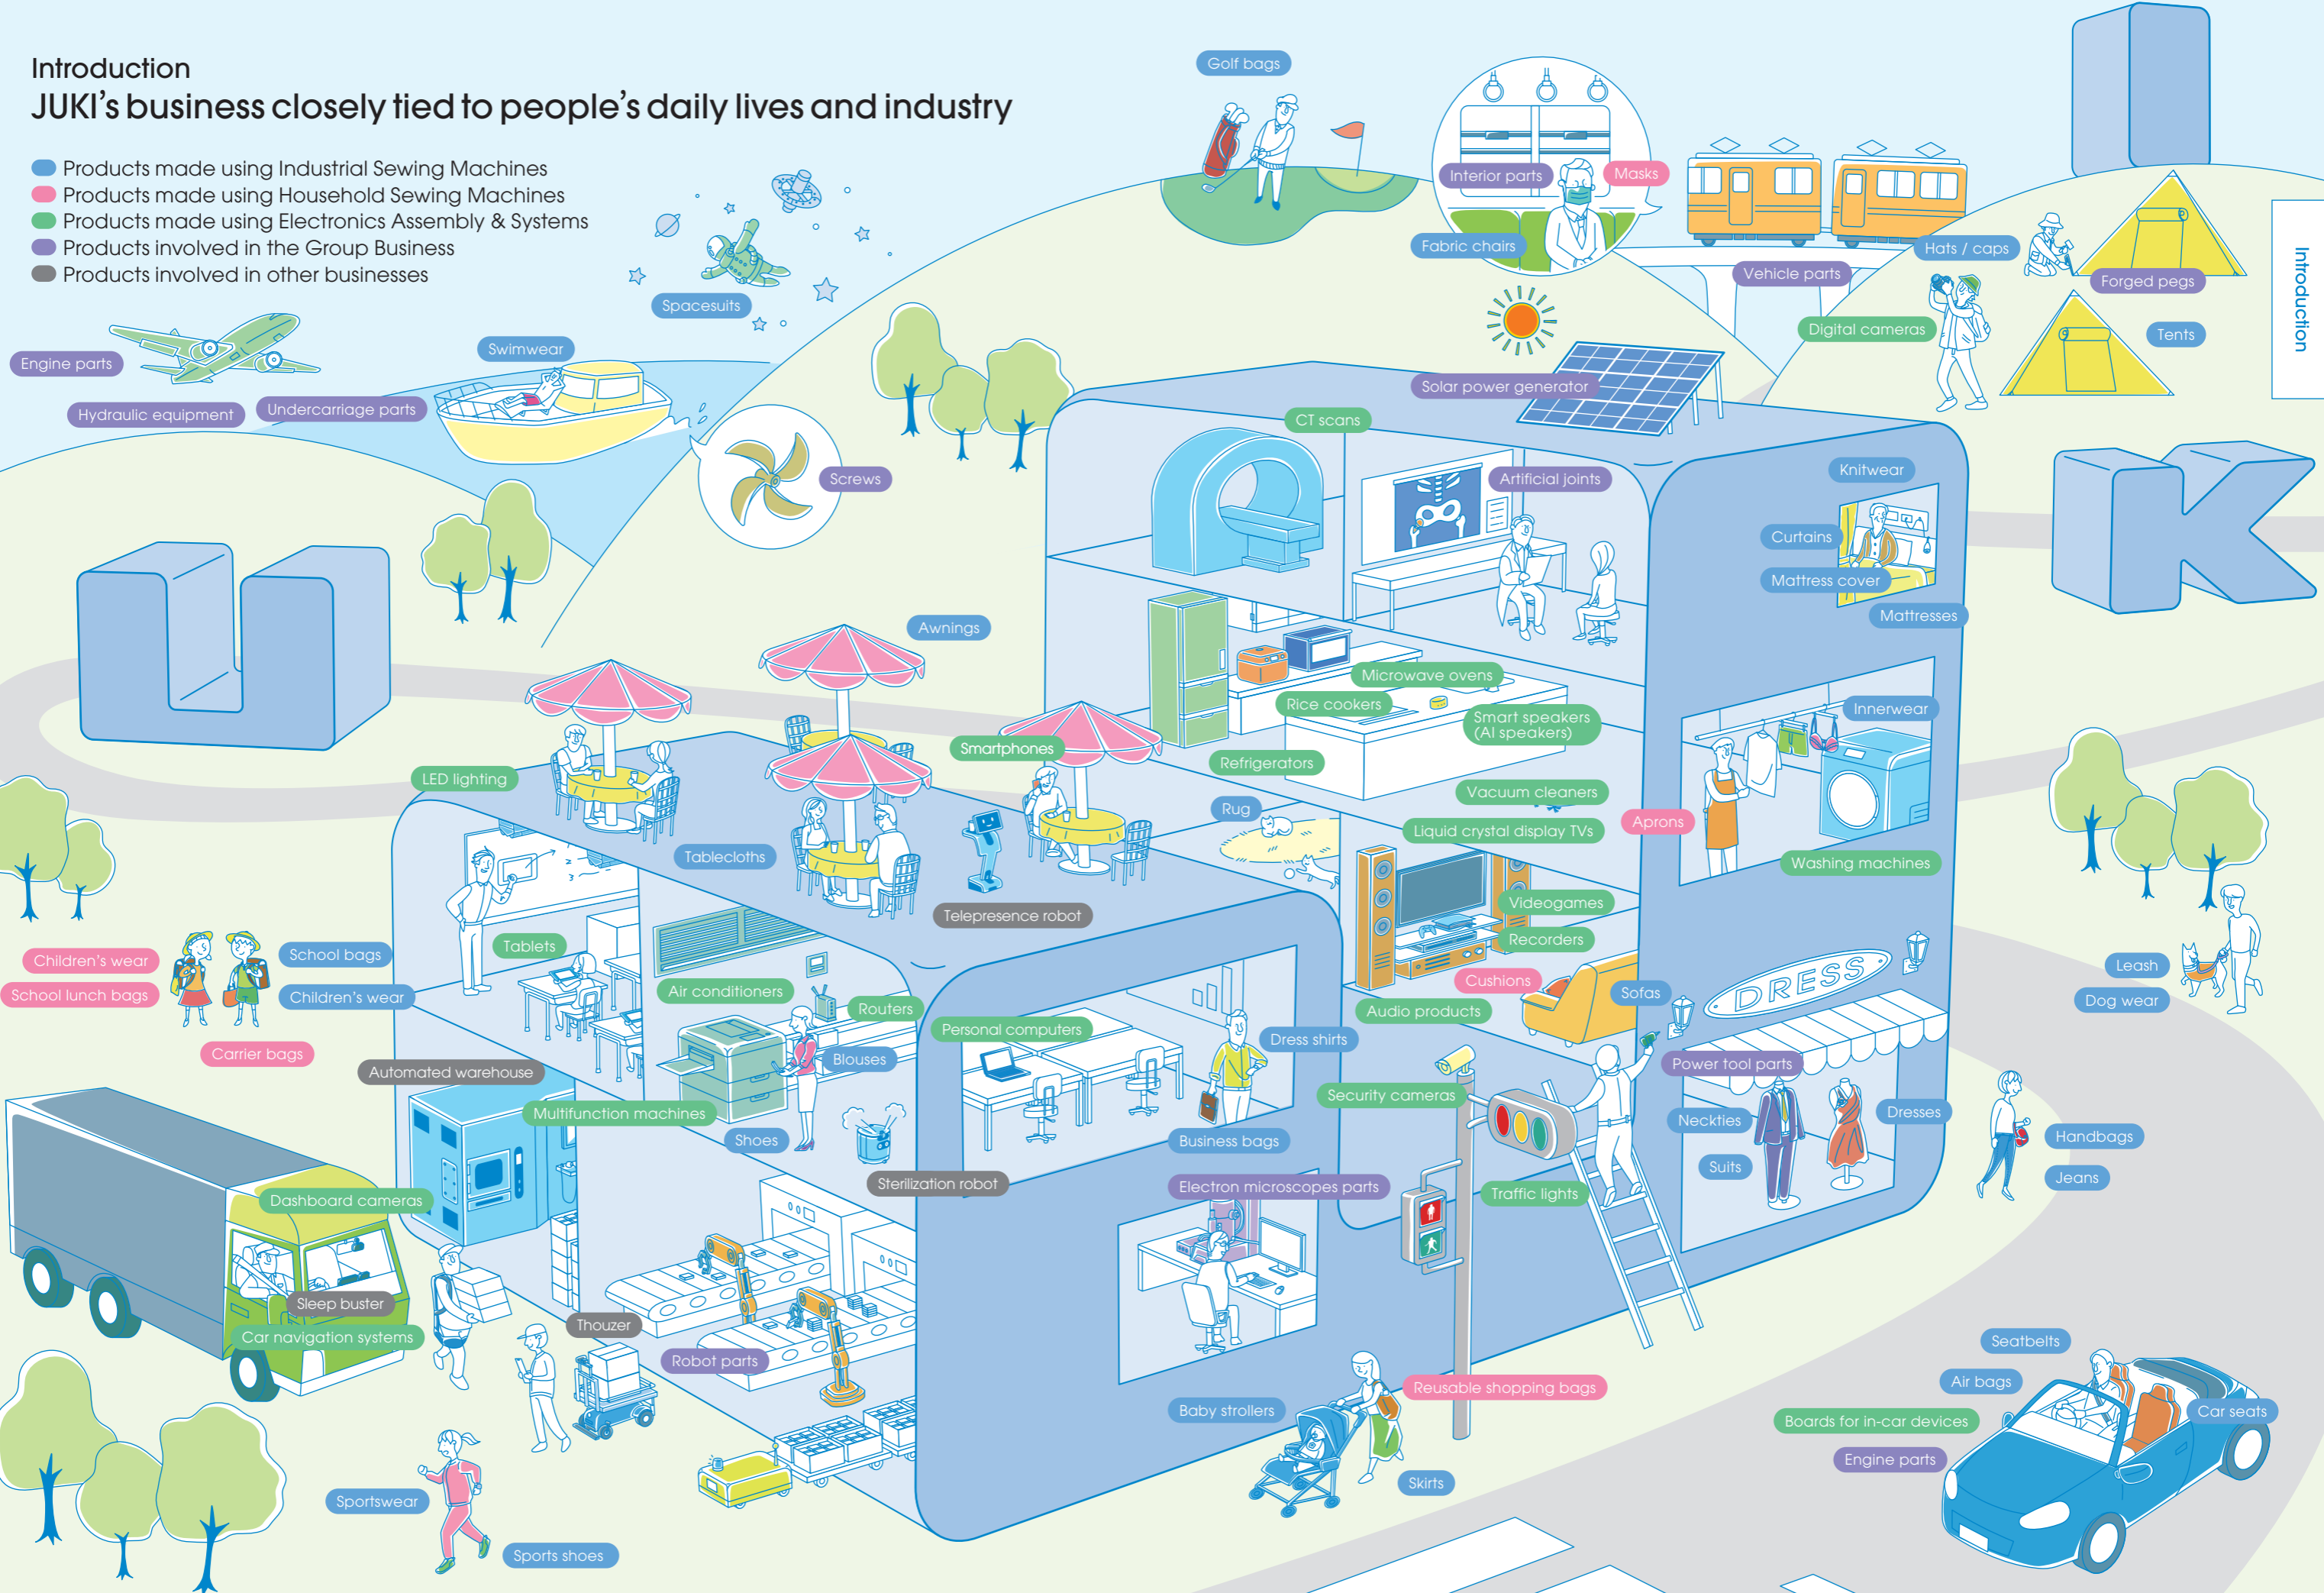 Introduction
JUKI's business closely tied to people's daily lives and industry
Products made using Industrial Sewing Machines
Products made using Household Sewing Machines
Products made using Electronics Assembly & Systems
Products involved in the Group Business
Products involved in other businesses
Golf bags
Interior parts
Masks
Fabric chairs
Hats / caps
Vehicle parts
Forged pegs
Digital cameras
Tents
Introduction
Spacesuits
Swimwear
Engine parts
Hydraulic equipment
Undercarriage parts
Screws
Solar power generator
CT scans
Artificial joints
Knitwear
Curtains
Mattress cover
Mattresses
U
K
Awnings
Microwave ovens
Rice cookers
Smart speakers
(AI speakers)
Refrigerators
Innerwear
Smartphones
LED lighting
Vacuum cleaners
Rug
Liquid crystal display TVs
Aprons
Tablecloths
Washing machines
Telepresence robot
Videogames
Recorders
Tablets
Children's wear
School bags
School lunch bags
Children's wear
Carrier bags
Air conditioners
Routers
Personal computers
Cushions
Sofas
Audio products
DRESS
Leash
Dog wear
Dress shirts
Blouses
Automated warehouse
Multifunction machines
Shoes
Security cameras
Power tool parts
Neckties
Dresses
Suits
Handbags
Jeans
Business bags
Sterilization robot
Electron microscopes parts
Traffic lights
Dashboard cameras
Sleep buster
Car navigation systems
Thouzer
Robot parts
Reusable shopping bags
Baby strollers
Skirts
Seatbelts
Air bags
Car seats
Boards for in-car devices
Engine parts
Sportswear
Sports shoes